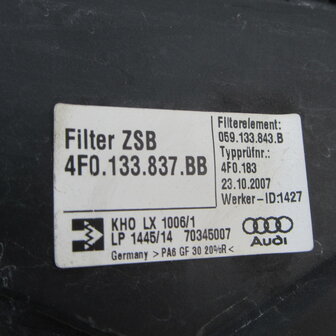 Filter ZSB
4F0.133.837.BB
Filterelement:
059.133.843.B
Typprüfnr.:
4F0.183
23.10.2007
Werker-ID:1427
KHO LX 1006/1
LP 1445/14 70345007
Germany >PA6 GF 30
Audi